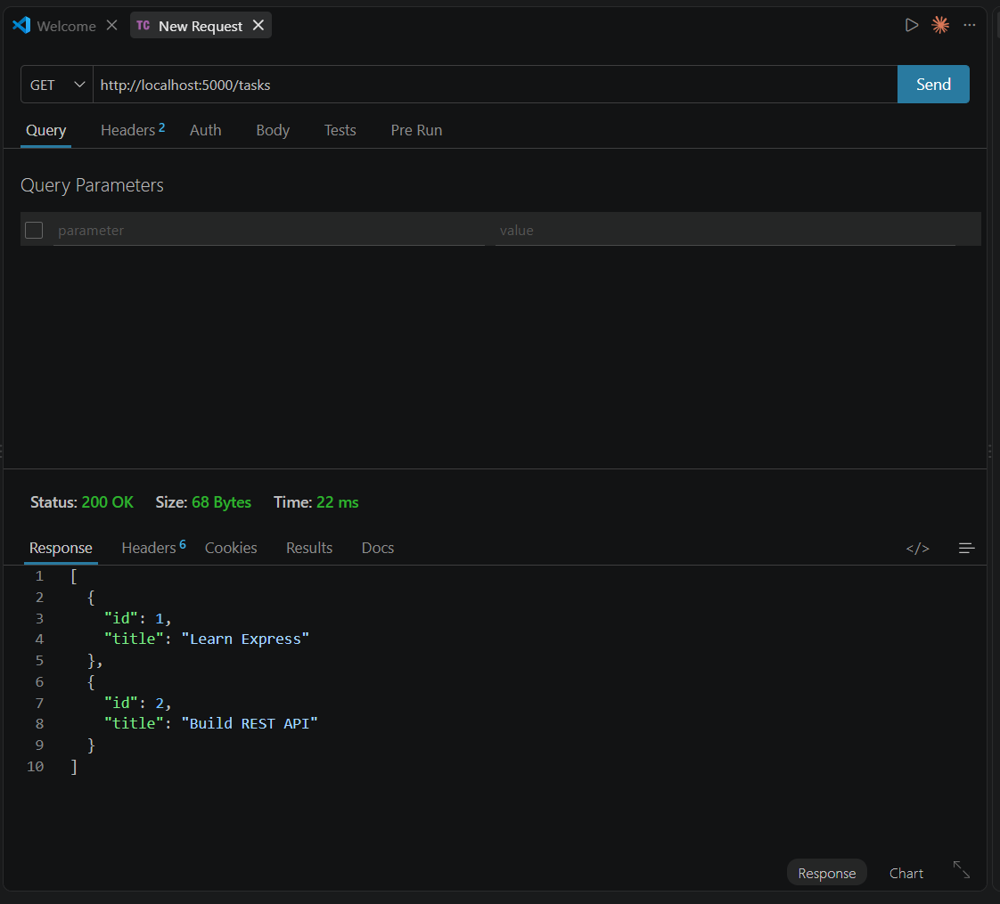 Welcome
TC New Request
GET http://localhost:5000/tasks Send
Query Headers 2 Auth Body Tests Pre Run
Query Parameters
parameter value
Status: 200 OK Size: 68 Bytes Time: 22 ms
Response Headers 6 Cookies Results Docs </>
1 [
2 {
3 "id": 1,
4 "title": "Learn Express"
5 },
6 {
7 "id": 2,
8 "title": "Build REST API"
9 }
10 ]
Response Chart